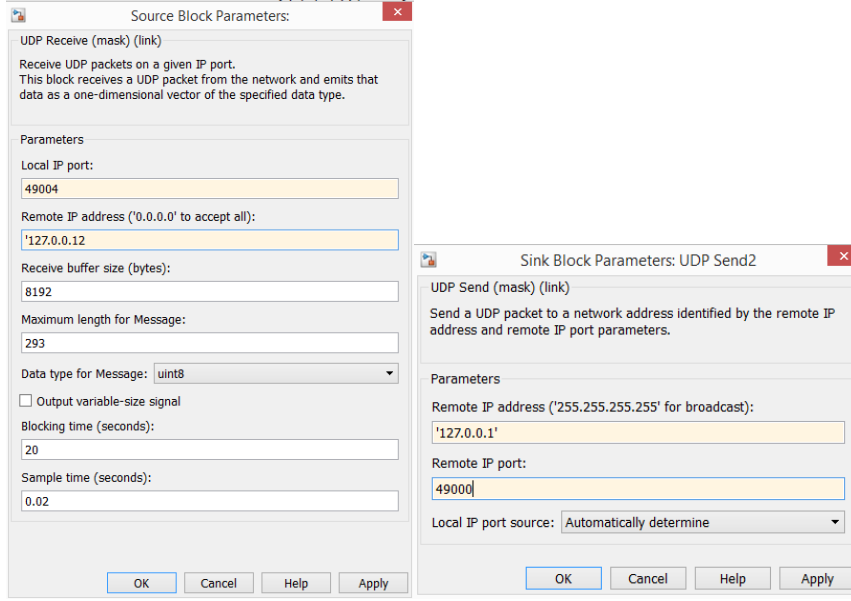 Source Block Parameters:
UDP Receive (mask) (link)
Receive UDP packets on a given IP port.
This block receives a UDP packet from the network and emits that
data as a one-dimensional vector of the specified data type.
Parameters
Local IP port:
49004
Remote IP address ('0.0.0.0' to accept all):
'127.0.0.12
Receive buffer size (bytes):
8192
Maximum length for Message:
293
Data type for Message: uint8
Output variable-size signal
Blocking time (seconds):
20
Sample time (seconds):
0.02
OK Cancel Help Apply
Sink Block Parameters: UDP Send2
UDP Send (mask) (link)
Send a UDP packet to a network address identified by the remote IP
address and remote IP port parameters.
Parameters
Remote IP address ('255.255.255.255' for broadcast):
'127.0.0.1'
Remote IP port:
49000
Local IP port source: Automatically determine
OK Cancel Help Apply